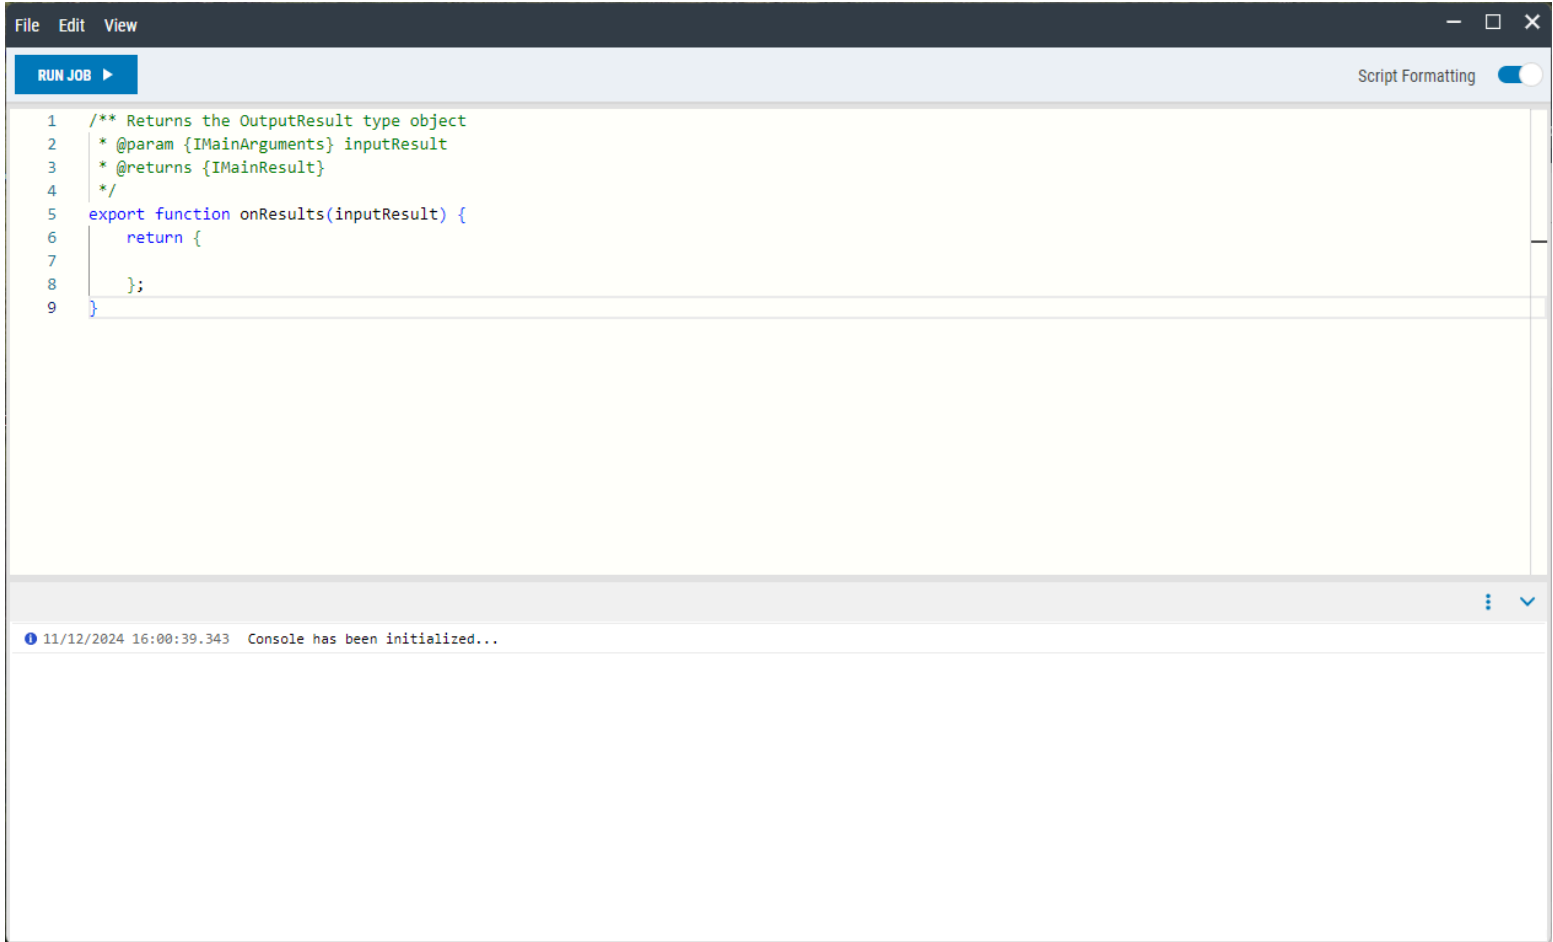 File Edit View
RUN JOB
Script Formatting
1 /** Returns the OutputResult type object
2 * @param {IMainArguments} inputResult
3 * @returns {IMainResult}
4 */
5 export function onResults(inputResult) {
6 return {
7
8 };
9 }
11/12/2024 16:00:39.343 Console has been initialized...